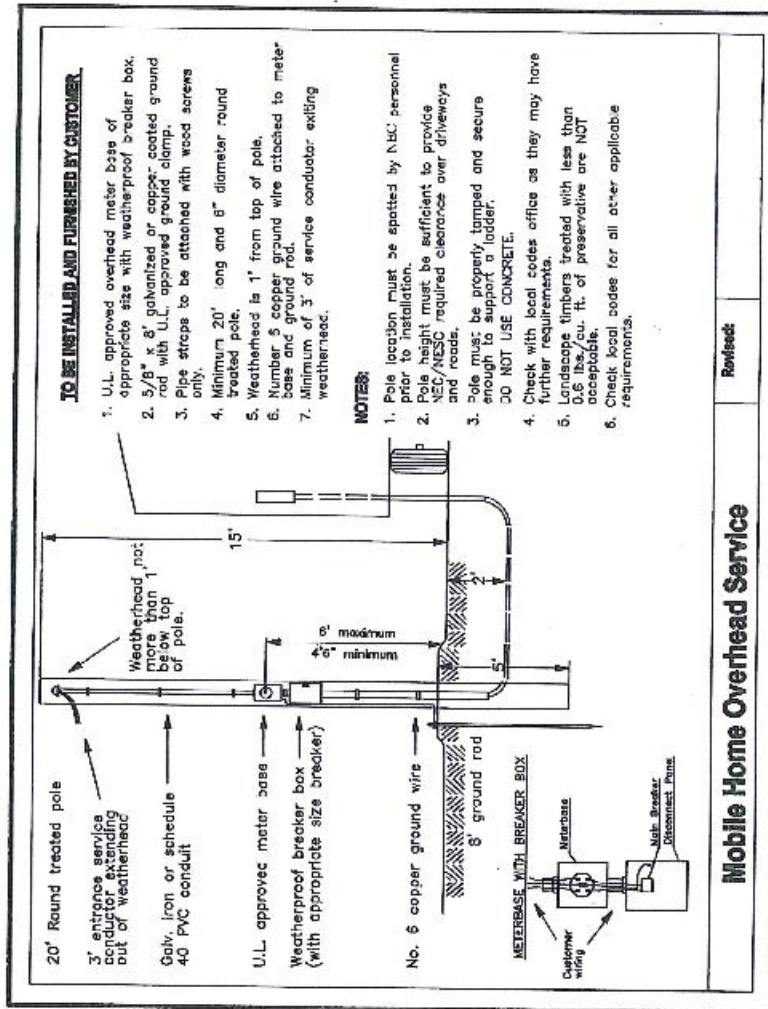 20' Round treated pole
3' entrance service
conductor extending
out of weatherhead
Galv. iron or schedule
40 PVC conduit
U.L. approved meter base
Weatherproof breaker box
(with appropriate size breaker)
No. 6 copper ground wire
8' ground rod
Weatherhead not
more than 1'
below top
of pole.
15'
6' maximum
4'6" minimum
2'
5'
METERBASE WITH BREAKER BOX
Customer
wiring
Meterbase
Main Breaker
Disconnect Panel
TO BE INSTALLED AND FURNISHED BY CUSTOMER
1. U.L. approved overhead meter base of
appropriate size with weatherproof breaker box.
2. 5/8" x 8' galvanized or copper coated ground
rod with U.L. approved ground clamp.
3. Pipe straps to be attached with wood screws
only.
4. Minimum 20' long and 6" diameter round
treated pole.
5. Weatherhead is 1' from top of pole.
6. Number 6 copper ground wire attached to meter
base and ground rod.
7. Minimum of 3' of service conductor exiting
weatherhead.
NOTES:
1. Pole location must be spotted by personnel
prior to installation.
2. Pole height must be sufficient to provide
NEC/NESC required clearance over driveways
and roads.
3. Pole must be properly tamped and secure
enough to support a ladder.
DO NOT USE CONCRETE.
4. Check with local codes office as they may have
further requirements.
5. Landscape timbers treated with less than
0.6 lbs./cu. ft. of preservative are NOT
acceptable.
6. Check local codes for all other applicable
requirements.
Mobile Home Overhead Service
Revised: